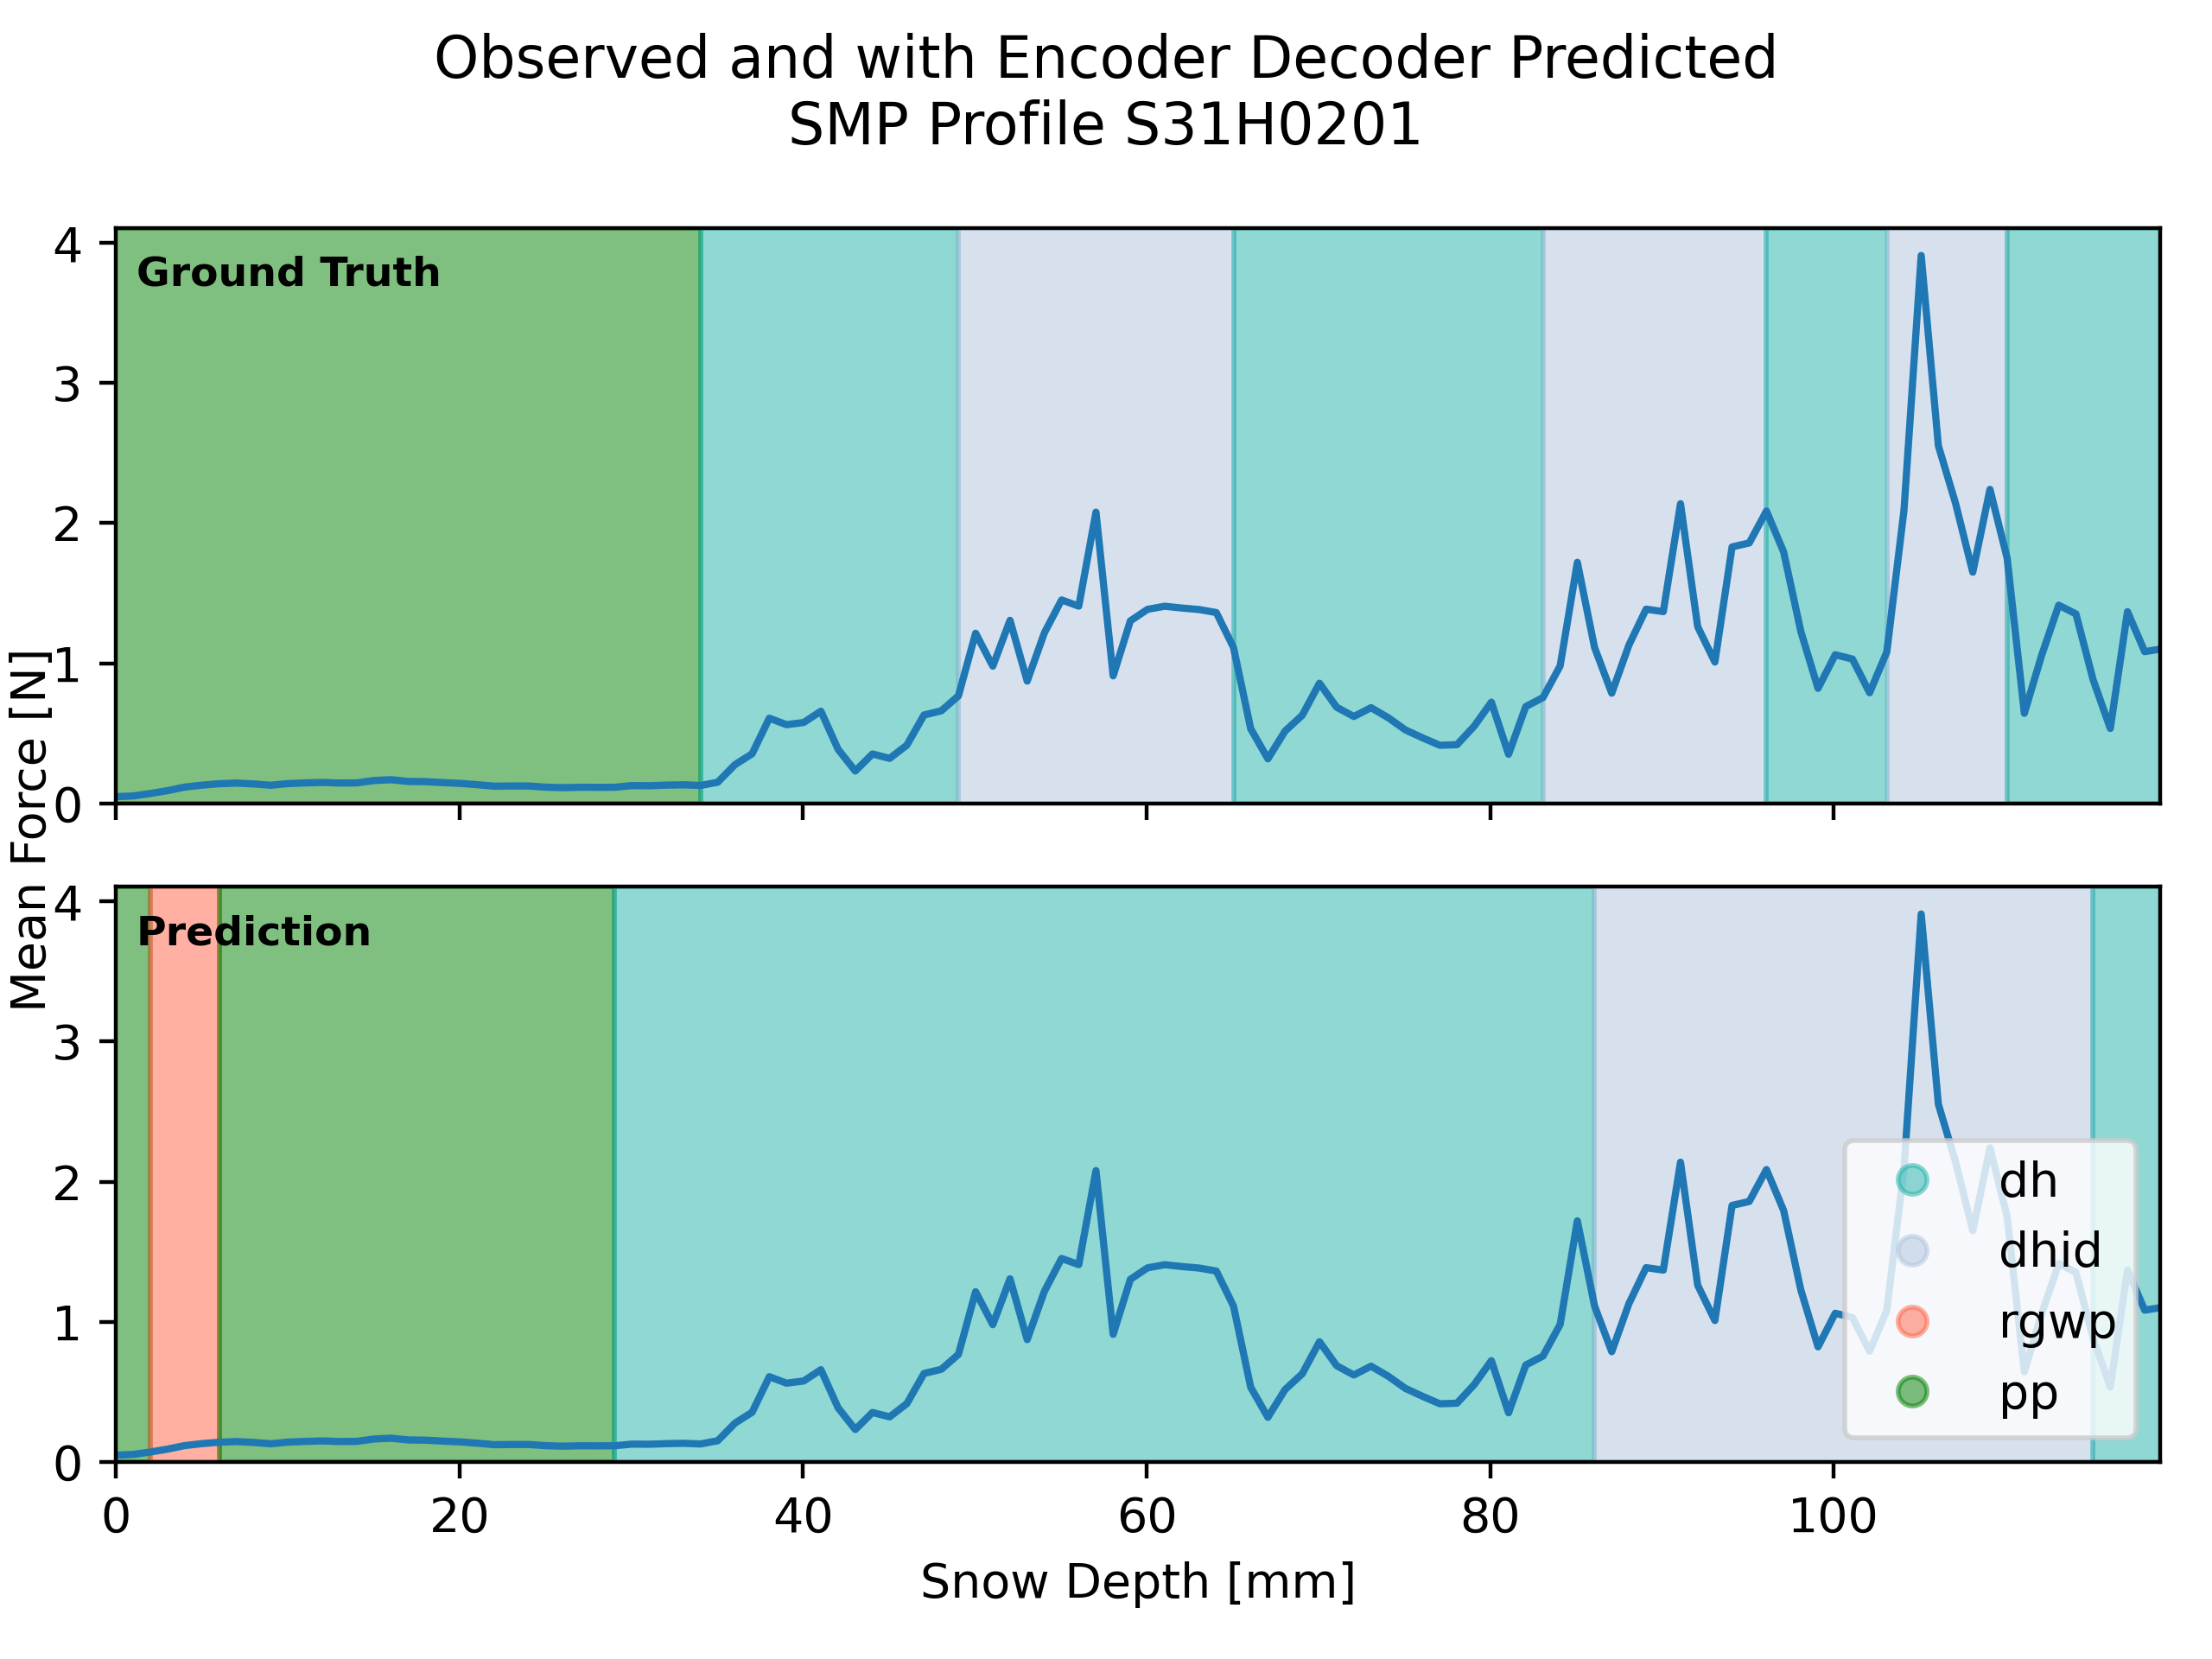 Observed and with Encoder Decoder Predicted
SMP Profile S31H0201
Mean Force [N]
4
3
2
1
0
Ground Truth
4
3
2
1
0
Prediction
dh
dhid
rgwp
pp
0 20 40 60 80 100
Snow Depth [mm]